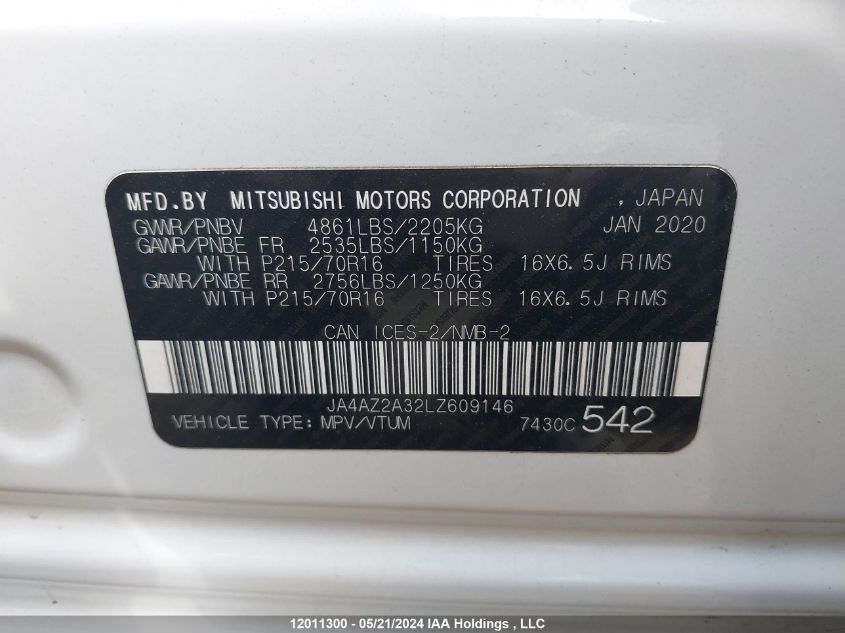 MFD.BY MITSUBISHI MOTORS CORPORATION , JAPAN
GVWR/PNBV 4861LBS/2205KG JAN 2020
GAWR/PNBE FR 2535LBS/1150KG
WITH P215/70R16 TIRES 16X6.5J RIMS
GAWR/PNBE RR 2756LBS/1250KG
WITH P215/70R16 TIRES 16X6.5J RIMS
CAN ICES-2/NMB-2
JA4AZ2A32LZ609146
VEHICLE TYPE: MPV/VTUM 7430C 542
12011300 - 05/21/2024 IAA Holdings , LLC